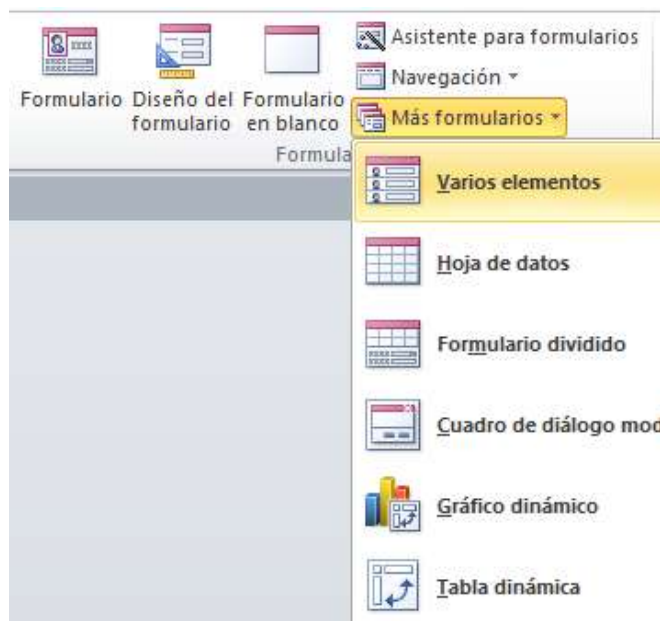 Formulario
Diseño del
formulario
Formulario
en blanco
Asistente para formularios
Navegación
Más formularios
Formula
Varios elementos
Hoja de datos
Formulario dividido
Cuadro de diálogo mod
Gráfico dinámico
Tabla dinámica